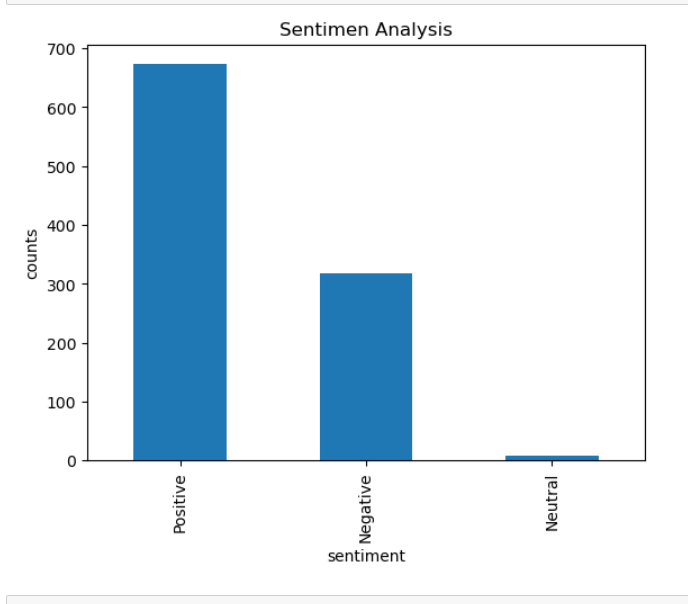 Sentimen Analysis
700
600
500
400
300
200
100
0
counts
Positive
Negative
Neutral
sentiment